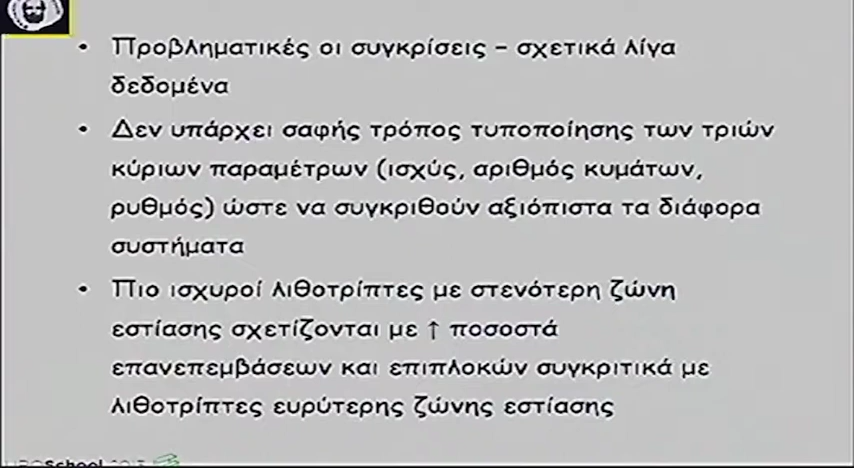 • Προβληματικές οι συγκρίσεις – σχετικά λίγα
δεδομένα
• Δεν υπάρχει σαφής τρόπος τυποποίησης των τριών
κύριων παραμέτρων (ισχύς, αριθμός κυμάτων,
ρυθμός) ώστε να συγκριθούν αξιόπιστα τα διάφορα
συστήματα
• Πιο ισχυροί λιθοτρίπτες με στενότερη ζώνη
εστίασης σχετίζονται με ↑ ποσοστά
επανεπεμβάσεων και επιπλοκών συγκριτικά με
λιθοτρίπτες ευρύτερης ζώνης εστίασης
School